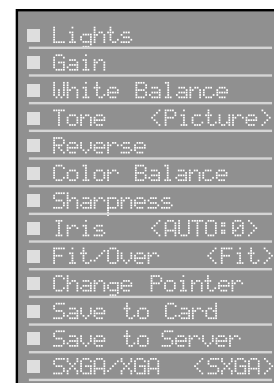 Lights
Gain
White Balance
Tone <Picture>
Reverse
Color Balance
Sharpness
Iris <AUTO:0>
Fit/Over <Fit>
Change Pointer
Save to Card
Save to Server
SXGA/XGA <SXGA>